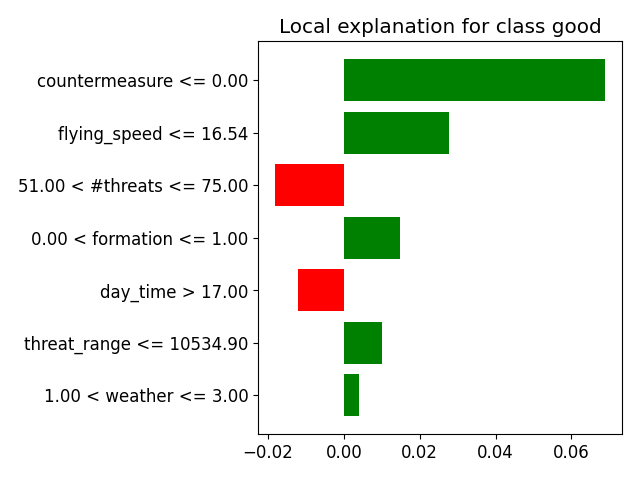 Local explanation for class good
countermeasure <= 0.00
flying_speed <= 16.54
51.00 < #threats <= 75.00
0.00 < formation <= 1.00
day_time > 17.00
threat_range <= 10534.90
1.00 < weather <= 3.00
−0.02 0.00 0.02 0.04 0.06